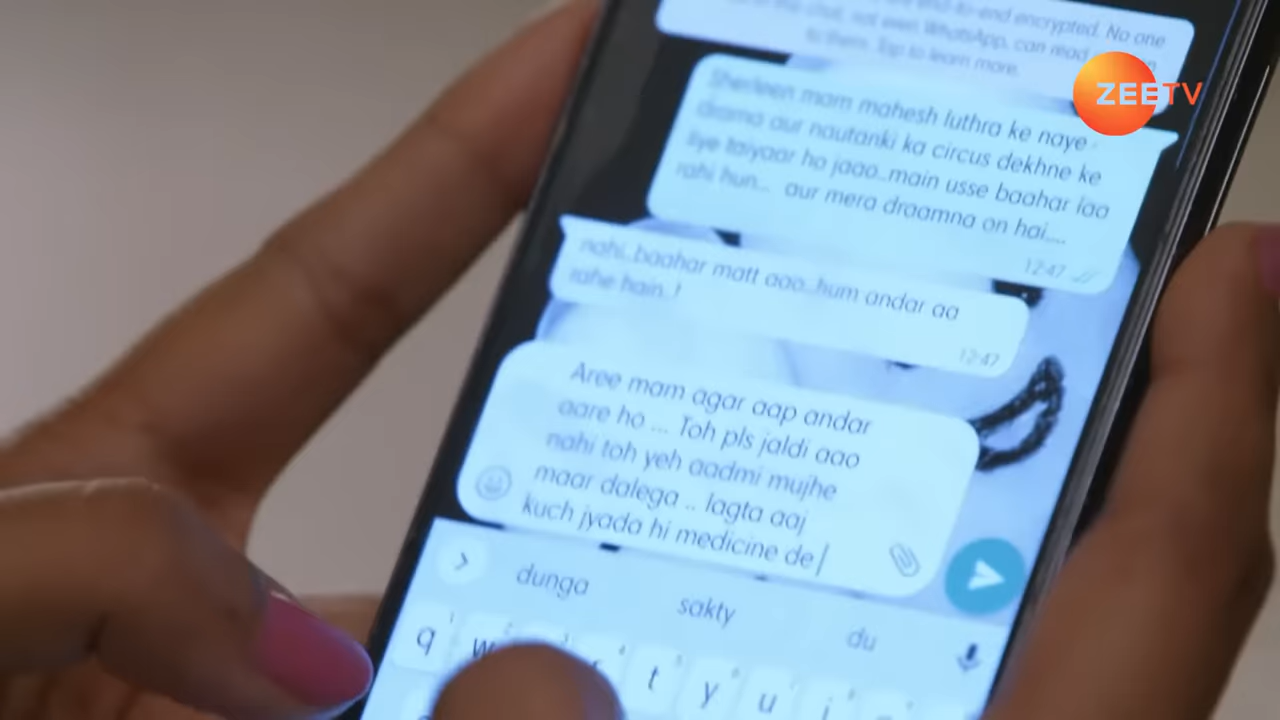 end-to-end encrypted. No one
chat, not even WhatsApp, can read
to them. Tap to learn more.
ZEE TV
Sherleen mam mahesh luthra ke naye
drama aur nautanki ka circus dekhne ke
liye taiyaar ho jaao..main usse baahar laa
rahi hun... aur mera draamna on hai....
12:47
nahi..baahar matt aao..hum andar aa
rahe hain..!
12:47
Aree mam agar aap andar
aare ho ... Toh pls jaldi aao
nahi toh yeh aadmi mujhe
maar dalega .. lagta aaj
kuch jyada hi medicine de
dunga sakty du
q w t y u i